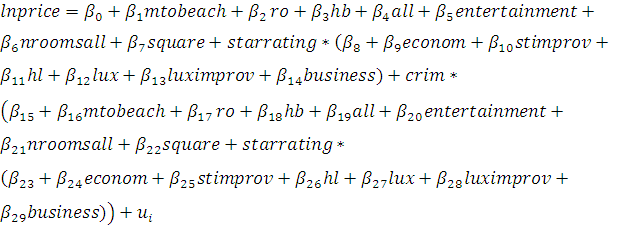 lnprice = β₀ + β₁mtobeach + β₂ ro + β₃hb + β₄all + β₅entertainment +
β₆nroomsall + β₇square + starrating * (β₈ + β₉econom + β₁₀stimprov +
β₁₁hl + β₁₂lux + β₁₃luximprov + β₁₄business) + crim *
(β₁₅ + β₁₆mtobeach + β₁₇ ro + β₁₈hb + β₁₉all + β₂₀entertainment +
β₂₁nroomsall + β₂₂square + starrating *
(β₂₃ + β₂₄econom + β₂₅stimprov + β₂₆hl + β₂₇lux + β₂₈luximprov +
β₂₉business)) + uᵢ